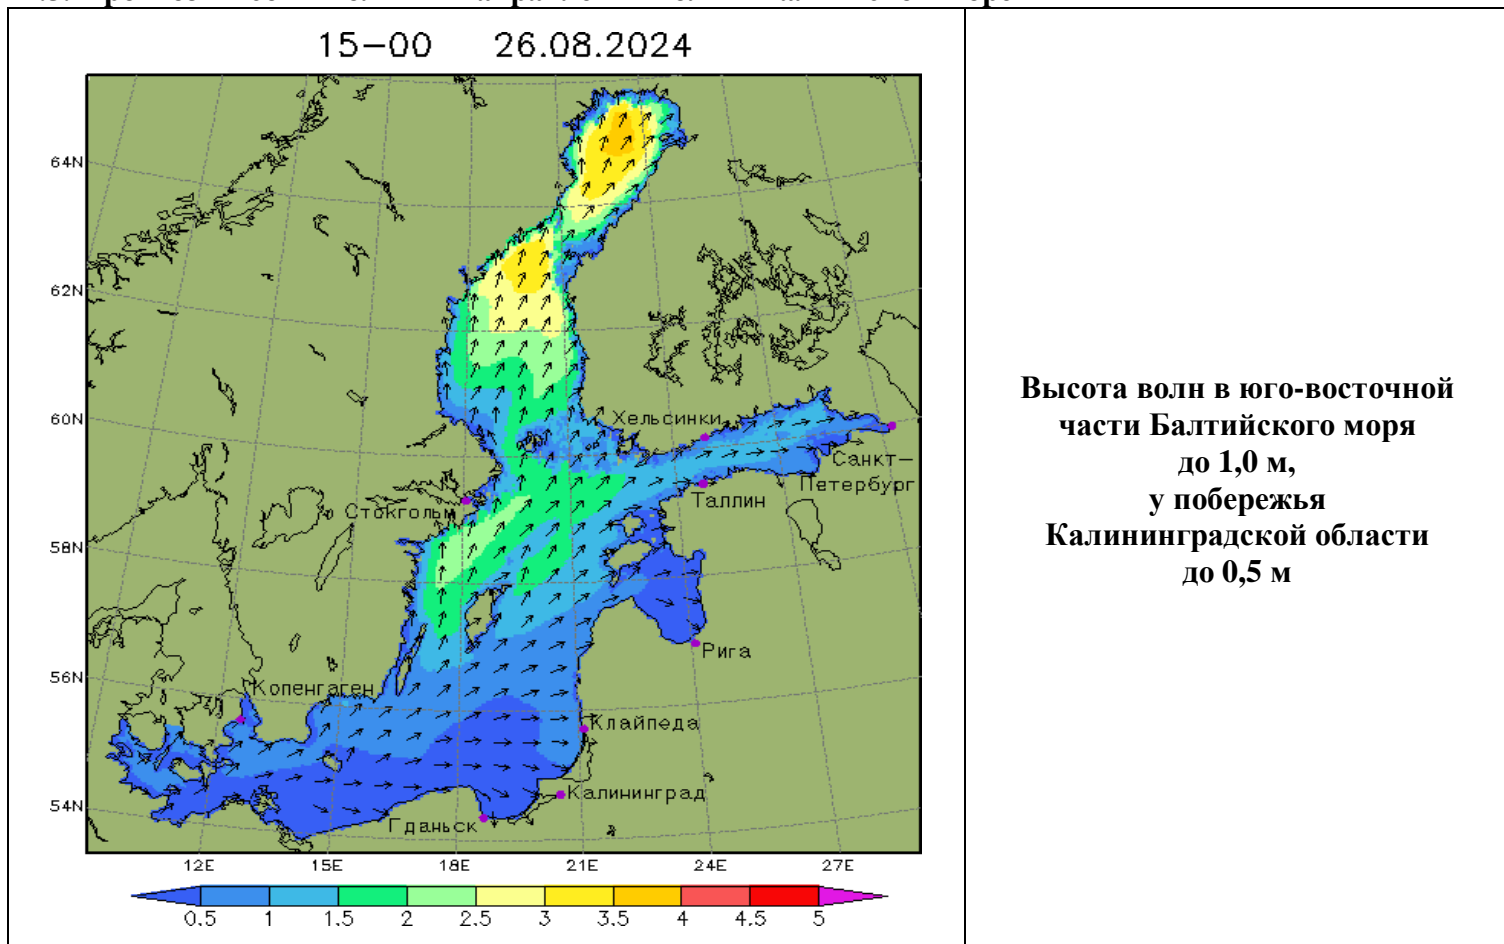 15-00 26.08.2024
64N
62N
60N
58N
56N
54N
Хельсинки
Санкт-
Петербург
Таллин
Стокгольм
Рига
Копенгаген
Клайпеда
Калининград
Гданьск
12E 15E 18E 21E 24E 27E
0.5 1 1.5 2 2.5 3 3.5 4 4.5 5
Высота волн в юго-восточной
части Балтийского моря
до 1,0 м,
у побережья
Калининградской области
до 0,5 м